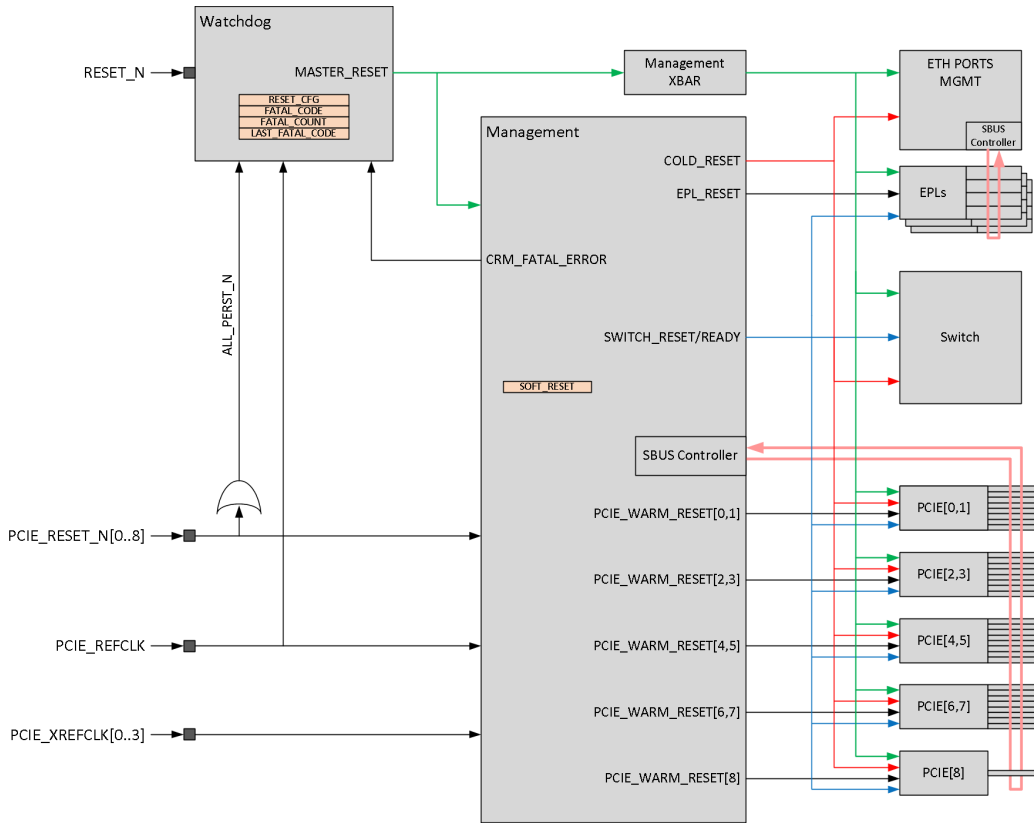 Watchdog
RESET_N
MASTER_RESET
RESET_CFG
FATAL_CODE
FATAL_COUNT
LAST_FATAL_CODE
Management
XBAR
ETH PORTS
MGMT
SBUS
Controller
Management
COLD_RESET
EPL_RESET
EPLs
CRM_FATAL_ERROR
ALL_PERST_N
SWITCH_RESET/READY
Switch
SOFT_RESET
SBUS Controller
PCIE_RESET_N[0..8]
PCIE_WARM_RESET[0,1]
PCIE[0,1]
PCIE_WARM_RESET[2,3]
PCIE[2,3]
PCIE_REFCLK
PCIE_WARM_RESET[4,5]
PCIE[4,5]
PCIE_XREFCLK[0..3]
PCIE_WARM_RESET[6,7]
PCIE[6,7]
PCIE_WARM_RESET[8]
PCIE[8]